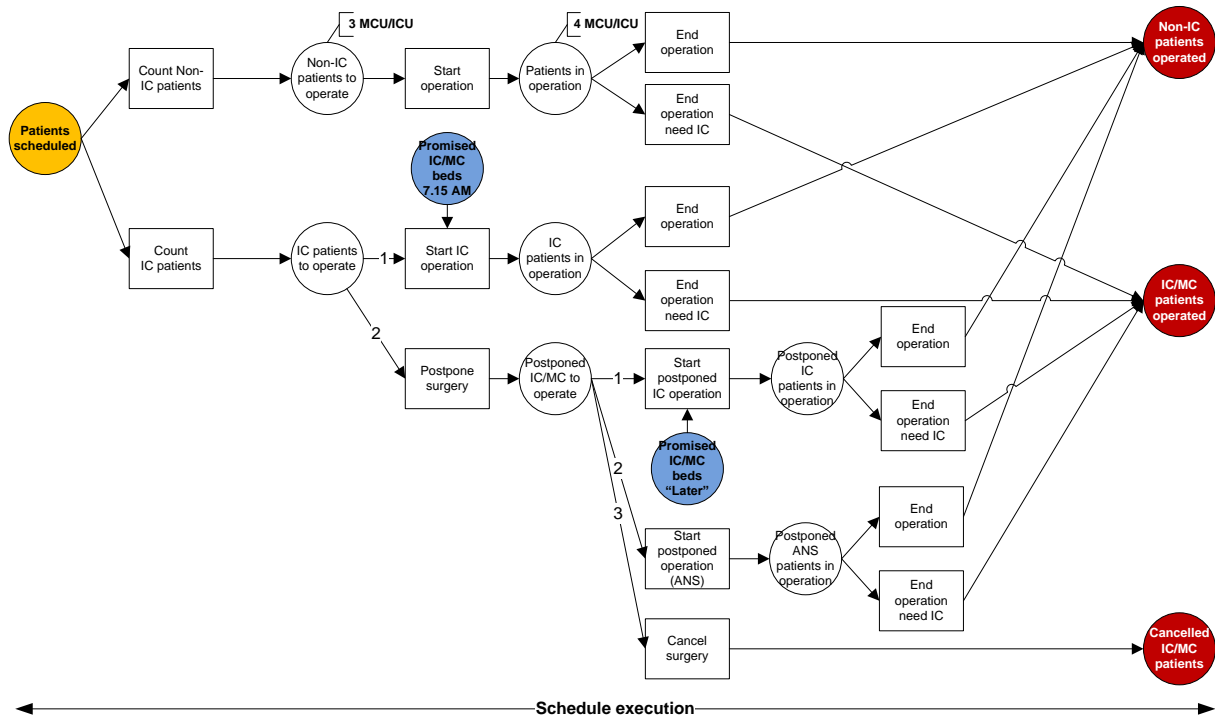 3 MCU/ICU
4 MCU/ICU
Patients
scheduled
Count Non-
IC patients
Non-IC
patients to
operate
Start
operation
Patients in
operation
End
operation
End
operation
need IC
Non-IC
patients
operated
Promised
IC/MC
beds
7.15 AM
Count
IC patients
IC patients
to operate
1
Start IC
operation
IC
patients in
operation
End
operation
End
operation
need IC
IC/MC
patients
operated
2
Postpone
surgery
Postponed
IC/MC to
operate
1
Start
postponed
IC operation
Postponed
IC
patients in
operation
End
operation
End
operation
need IC
Promised
IC/MC
beds
“Later”
2
3
Start
postponed
operation
(ANS)
Postponed
ANS
patients in
operation
End
operation
End
operation
need IC
Cancel
surgery
Cancelled
IC/MC
patients
Schedule execution